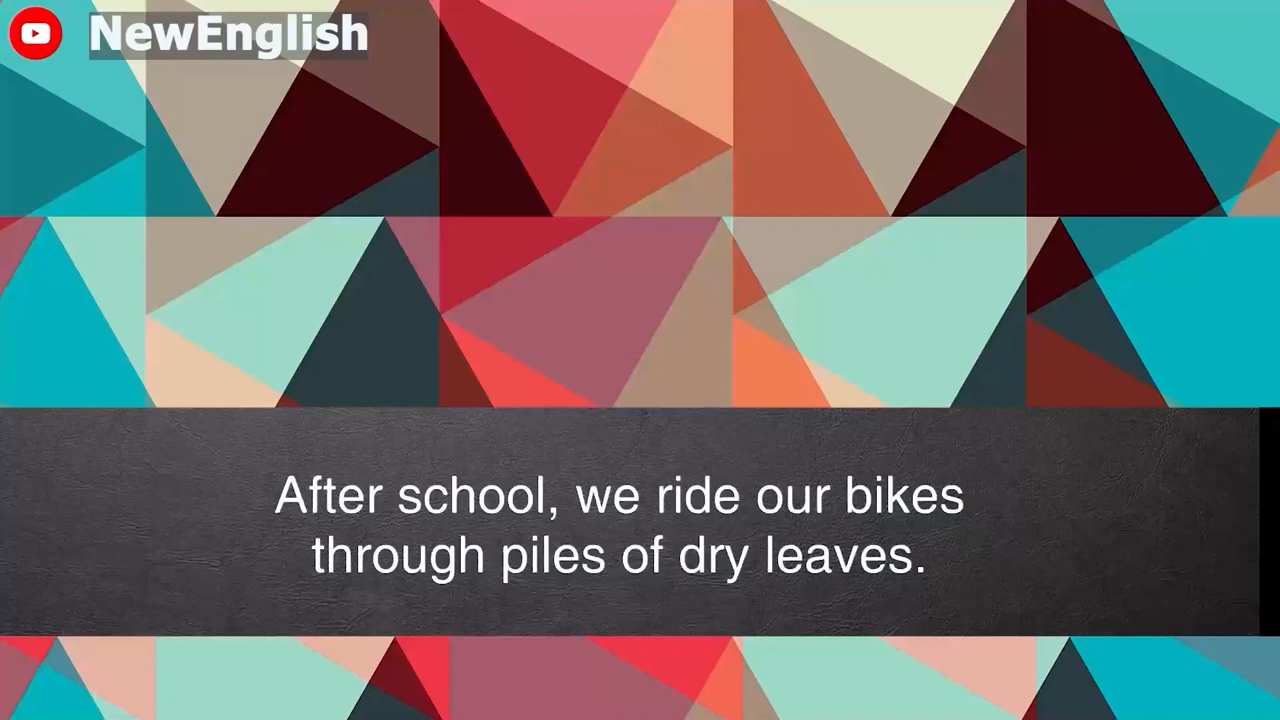 NewEnglish
After school, we ride our bikes
through piles of dry leaves.